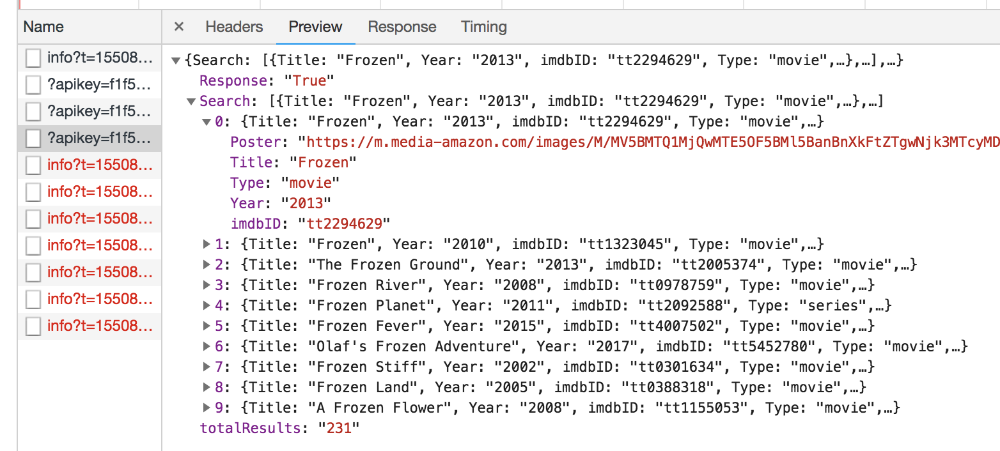 Name
× Headers Preview Response Timing
info?t=15508...
?apikey=f1f5...
?apikey=f1f5...
?apikey=f1f5...
info?t=15508...
info?t=15508...
info?t=15508...
info?t=15508...
info?t=15508...
info?t=15508...
info?t=15508...
▼{Search: [{Title: "Frozen", Year: "2013", imdbID: "tt2294629", Type: "movie",…},…],…}
Response: "True"
▼Search: [{Title: "Frozen", Year: "2013", imdbID: "tt2294629", Type: "movie",…},…]
▼0: {Title: "Frozen", Year: "2013", imdbID: "tt2294629", Type: "movie",…}
Poster: "https://m.media-amazon.com/images/M/MV5BMTQ1MjQwMTE5OF5BMl5BanBnXkFtZTgwNjk3MTcyMD
Title: "Frozen"
Type: "movie"
Year: "2013"
imdbID: "tt2294629"
▶1: {Title: "Frozen", Year: "2010", imdbID: "tt1323045", Type: "movie",…}
▶2: {Title: "The Frozen Ground", Year: "2013", imdbID: "tt2005374", Type: "movie",…}
▶3: {Title: "Frozen River", Year: "2008", imdbID: "tt0978759", Type: "movie",…}
▶4: {Title: "Frozen Planet", Year: "2011", imdbID: "tt2092588", Type: "series",…}
▶5: {Title: "Frozen Fever", Year: "2015", imdbID: "tt4007502", Type: "movie",…}
▶6: {Title: "Olaf's Frozen Adventure", Year: "2017", imdbID: "tt5452780", Type: "movie",…}
▶7: {Title: "Frozen Stiff", Year: "2002", imdbID: "tt0301634", Type: "movie",…}
▶8: {Title: "Frozen Land", Year: "2005", imdbID: "tt0388318", Type: "movie",…}
▶9: {Title: "A Frozen Flower", Year: "2008", imdbID: "tt1155053", Type: "movie",…}
totalResults: "231"